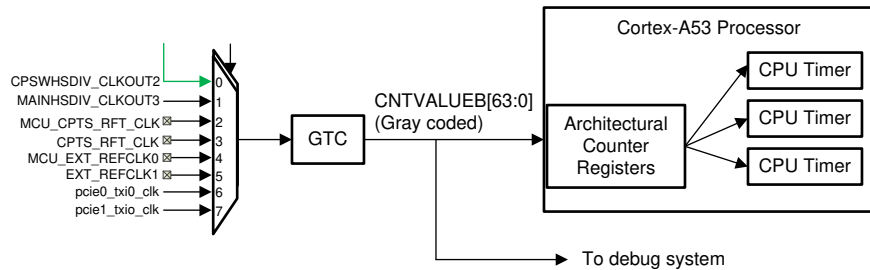 Cortex-A53 Processor
CPSWHSDIV_CLKOUT2
0
MAINHSDIV_CLKOUT3
1
MCU_CPTS_RFT_CLK
2
CPTS_RFT_CLK
3
MCU_EXT_REFCLK0
4
EXT_REFCLK1
5
pcie0_txi0_clk
6
pcie1_txio_clk
7
GTC
CNTVALUEB[63:0]
(Gray coded)
Architectural
Counter
Registers
CPU Timer
CPU Timer
CPU Timer
To debug system